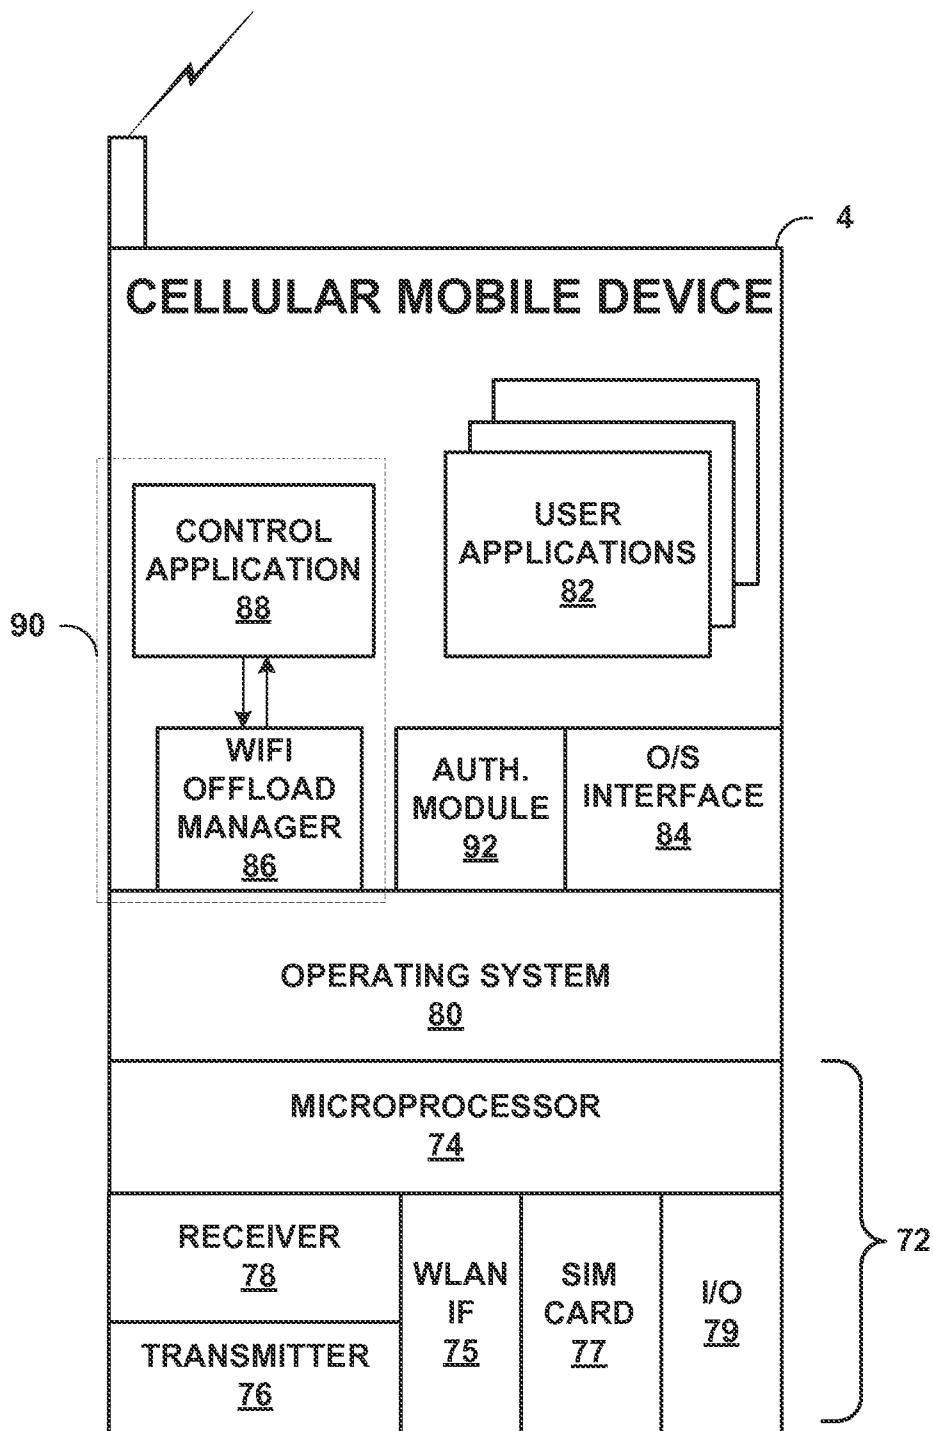 4
CELLULAR MOBILE DEVICE
USER
APPLICATIONS
82
CONTROL
APPLICATION
88
90
WIFI
OFFLOAD
MANAGER
86
AUTH.
MODULE
92
O/S
INTERFACE
84
OPERATING SYSTEM
80
MICROPROCESSOR
74
72
RECEIVER
78
TRANSMITTER
76
WLAN
IF
75
SIM
CARD
77
I/O
79